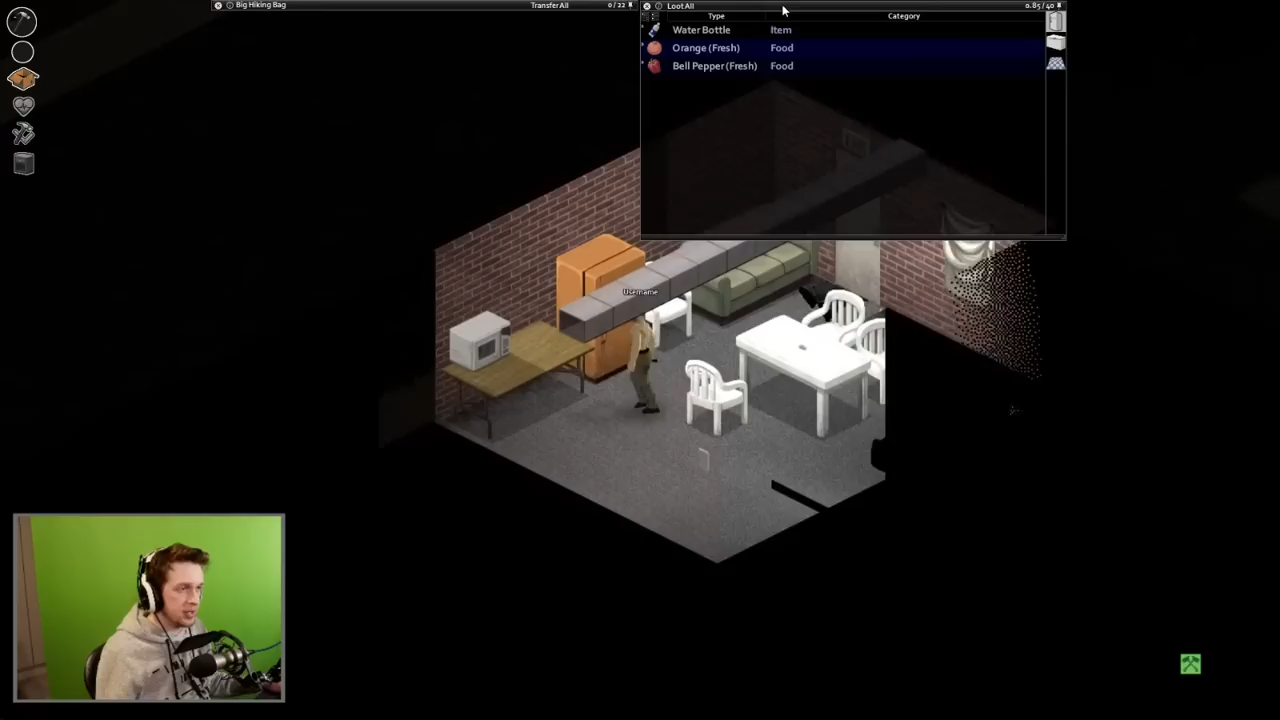 Big Hiking Bag Transfer All 0 / 22
Loot All 0.85 / 40
Type Category
Water Bottle Item
Orange (Fresh) Food
Bell Pepper (Fresh) Food
Username